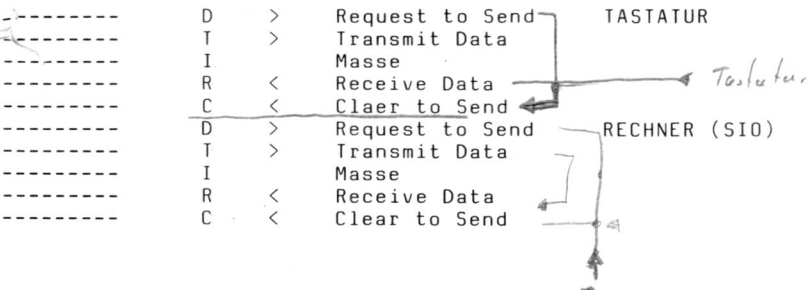 --------- D > Request to Send TASTATUR
--------- T > Transmit Data
--------- I Masse
--------- R < Receive Data Tastatur
--------- C < Claer to Send
--------- D > Request to Send RECHNER (SIO)
--------- T > Transmit Data
--------- I Masse
--------- R < Receive Data
--------- C < Clear to Send